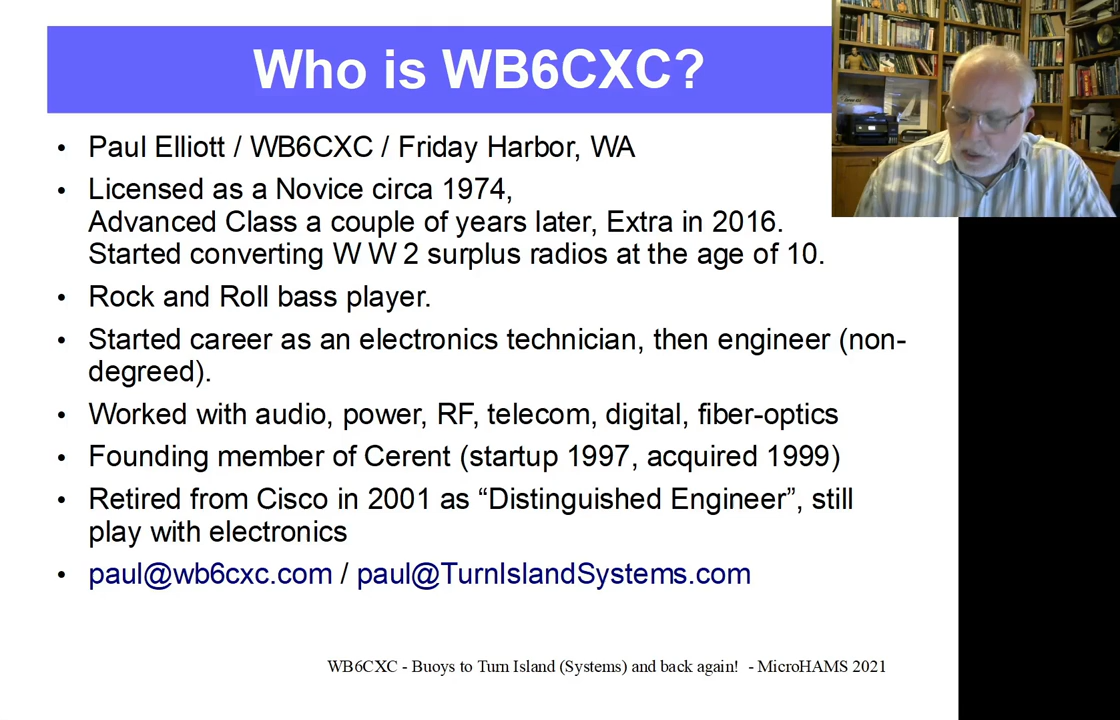 Who is WB6CXC?
• Paul Elliott / WB6CXC / Friday Harbor, WA
• Licensed as a Novice circa 1974,
Advanced Class a couple of years later, Extra in 2016.
Started converting W W 2 surplus radios at the age of 10.
• Rock and Roll bass player.
• Started career as an electronics technician, then engineer (non-
degreed).
• Worked with audio, power, RF, telecom, digital, fiber-optics
• Founding member of Cerent (startup 1997, acquired 1999)
• Retired from Cisco in 2001 as “Distinguished Engineer”, still
play with electronics
• paul@wb6cxc.com / paul@TurnIslandSystems.com
WB6CXC - Buoys to Turn Island (Systems) and back again!  - MicroHAMS 2021